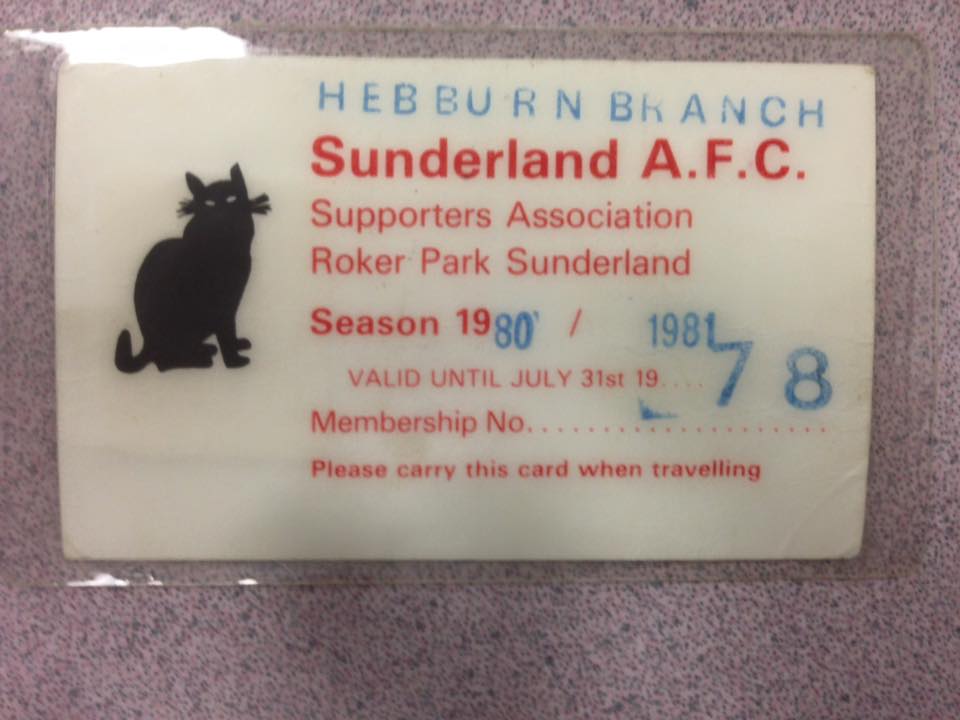 HEBBURN BRANCH
Sunderland A.F.C.
Supporters Association
Roker Park Sunderland
Season 1980 / 1981
78
VALID UNTIL JULY 31st 19....
Membership No.....................
Please carry this card when travelling